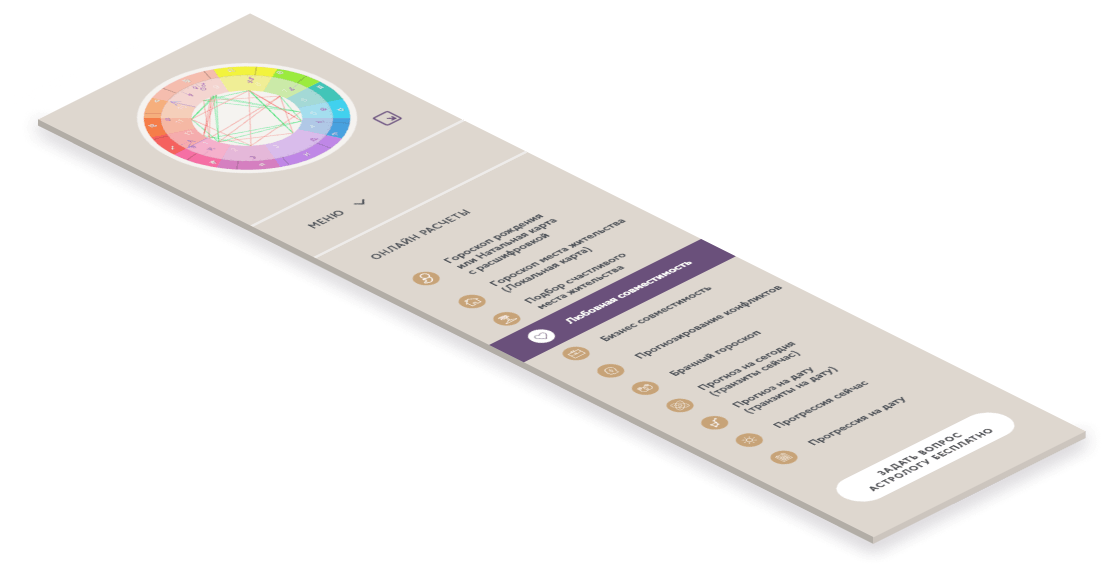 МЕНЮ
ОНЛАЙН РАСЧЕТЫ
Гороскоп рождения
или Натальная карта
с расшифровкой
Гороскоп места жительства
(Локальная карта)
Подбор счастливого
места жительства
Любовная совместимость
Бизнес совместимость
Прогнозирование конфликтов
Брачный гороскоп
Прогноз на сегодня
(транзиты сейчас)
Прогноз на дату
(транзиты на дату)
Прогрессия сейчас
Прогрессия на дату
ЗАДАТЬ ВОПРОС
АСТРОЛОГУ БЕСПЛАТНО